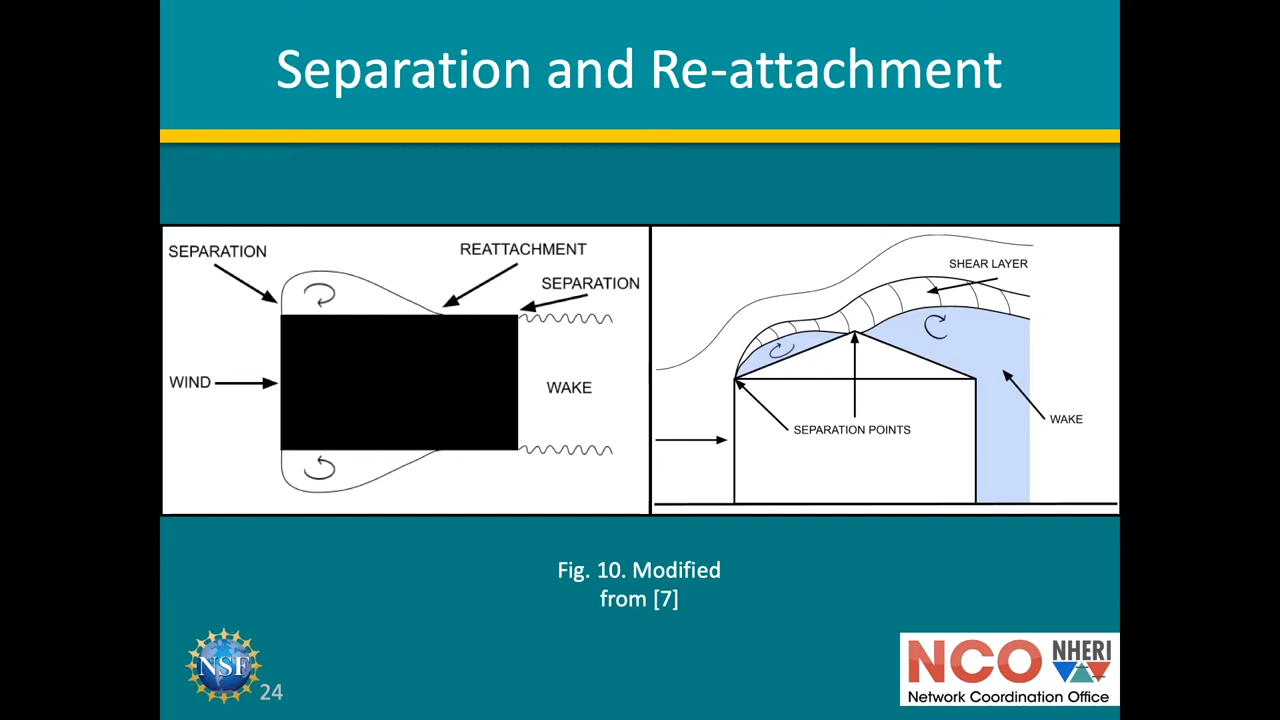 Separation and Re-attachment
SEPARATION
REATTACHMENT
SEPARATION
WIND
WAKE
SHEAR LAYER
SEPARATION POINTS
WAKE
Fig. 10. Modified
from [7]
NSF
24
NCO
NHERI
Network Coordination Office